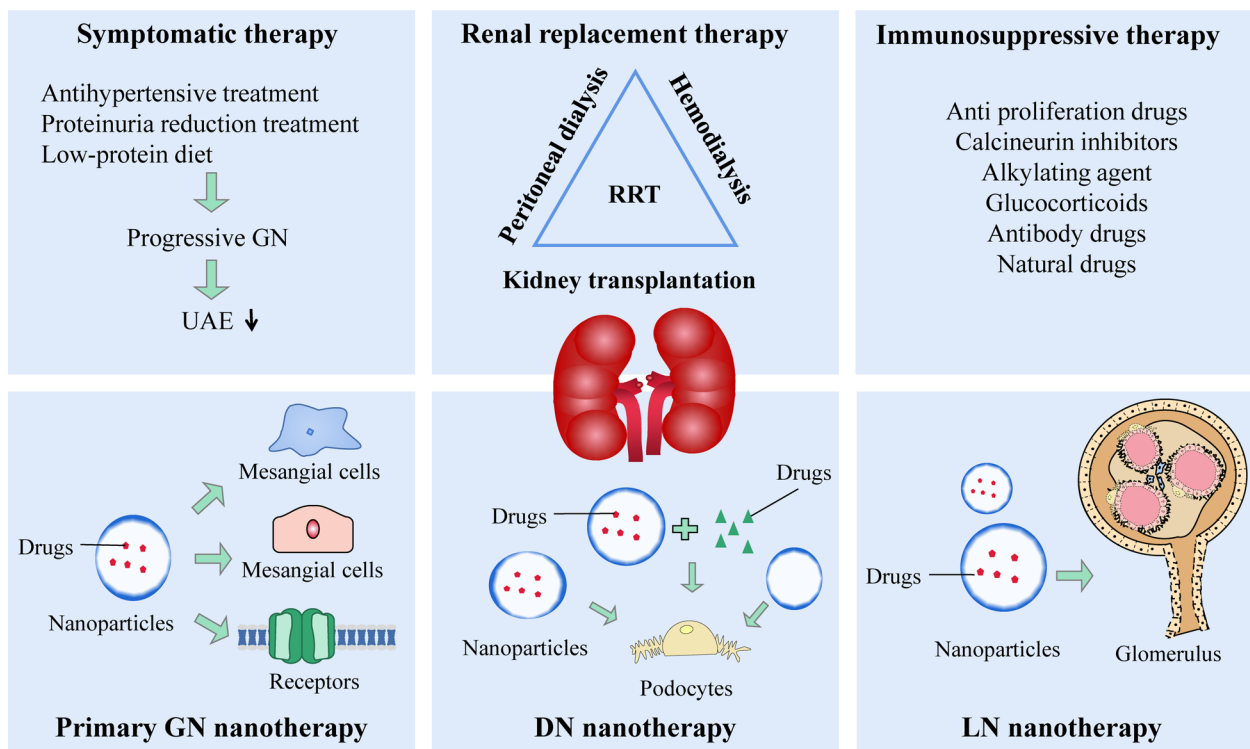 Symptomatic therapy
Antihypertensive treatment
Proteinuria reduction treatment
Low-protein diet
Progressive GN
UAE
Renal replacement therapy
Peritoneal dialysis
Hemodialysis
RRT
Kidney transplantation
Immunosuppressive therapy
Anti proliferation drugs
Calcineurin inhibitors
Alkylating agent
Glucocorticoids
Antibody drugs
Natural drugs
Mesangial cells
Drugs
Mesangial cells
Nanoparticles
Receptors
Primary GN nanotherapy
Drugs
Drugs
Nanoparticles
Podocytes
DN nanotherapy
Drugs
Nanoparticles
Glomerulus
LN nanotherapy